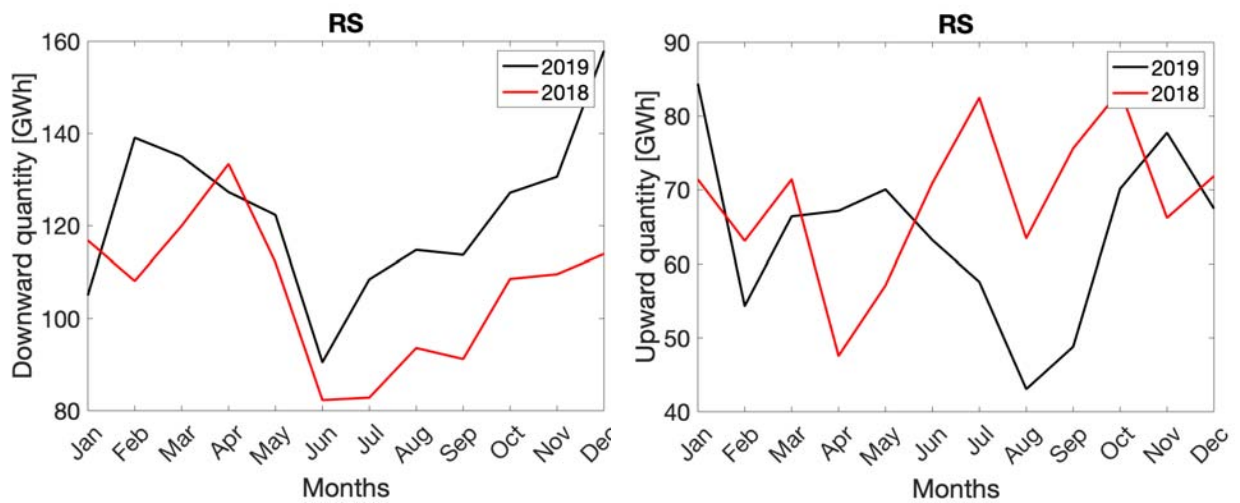 RS
Downward quantity [GWh]
160
140
120
100
80
2019
2018
Jan
Feb
Mar
Apr
May
Jun
Jul
Aug
Sep
Oct
Nov
Dec
Months
RS
Upward quantity [GWh]
90
80
70
60
50
40
2019
2018
Jan
Feb
Mar
Apr
May
Jun
Jul
Aug
Sep
Oct
Nov
Dec
Months